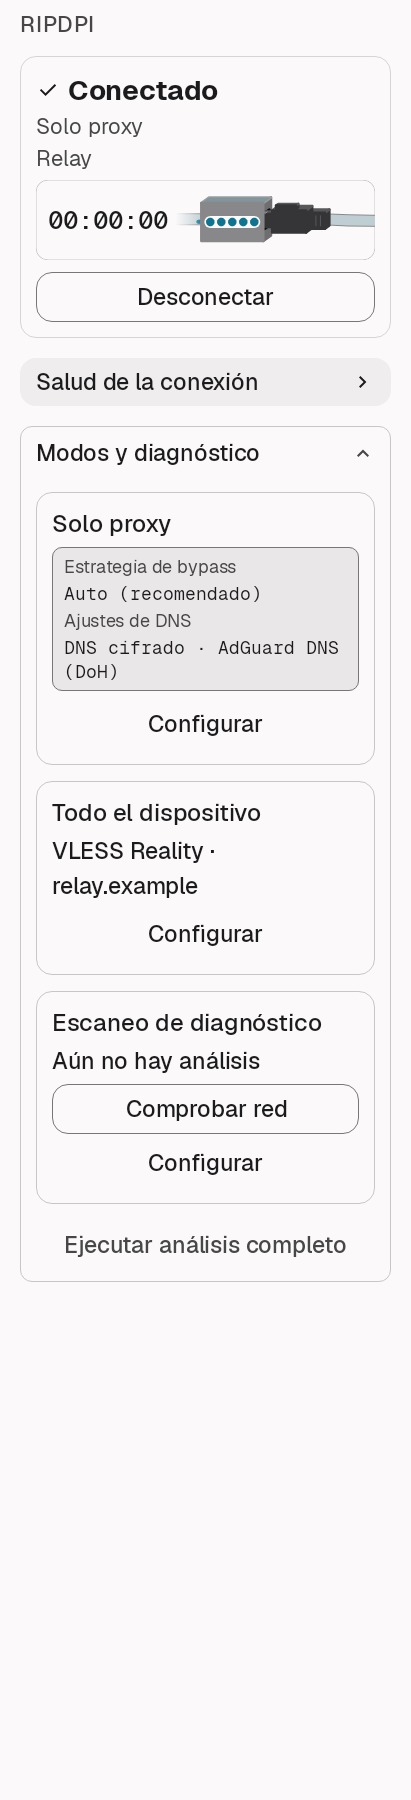 RIPDPI
Conectado
Solo proxy
Relay
00:00:00
Desconectar
Salud de la conexión
Modos y diagnóstico
Solo proxy
Estrategia de bypass
Auto (recomendado)
Ajustes de DNS
DNS cifrado · AdGuard DNS
(DoH)
Configurar
Todo el dispositivo
VLESS Reality ·
relay.example
Configurar
Escaneo de diagnóstico
Aún no hay análisis
Comprobar red
Configurar
Ejecutar análisis completo